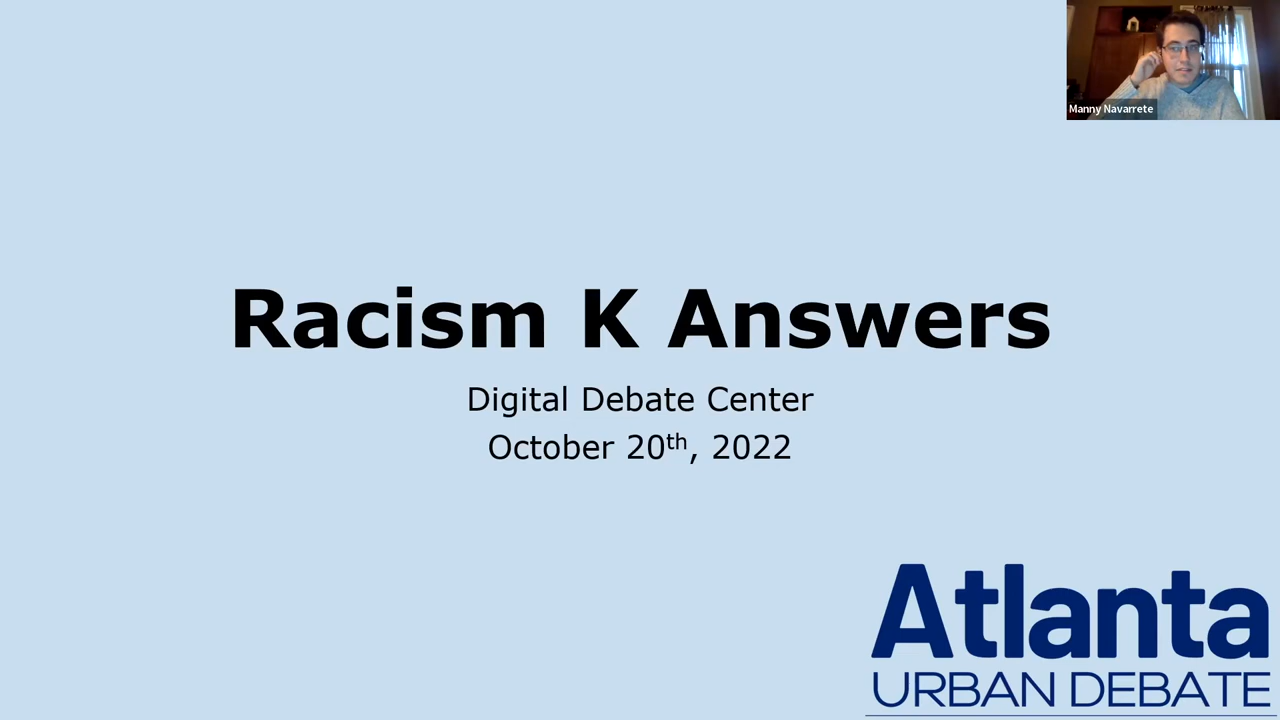 Manny Navarrete
Racism K Answers
Digital Debate Center
October 20th, 2022
Atlanta
URBAN DEBATE